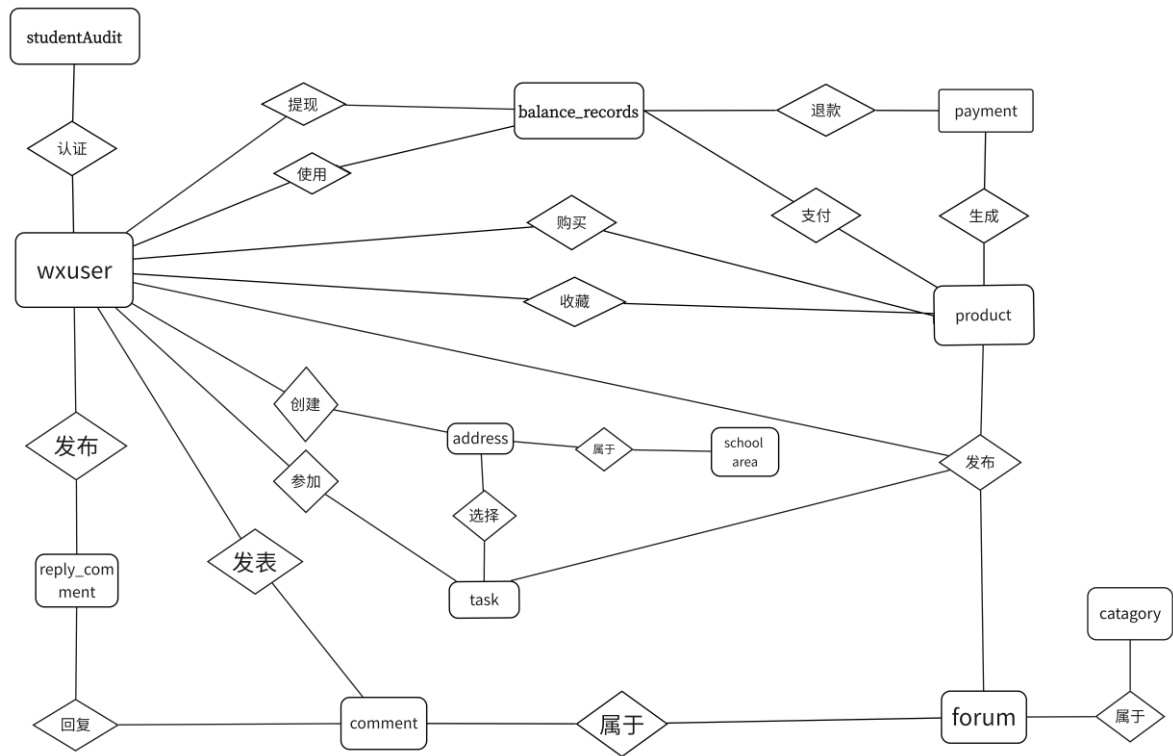 studentAudit
提现
balance_records
退款
payment
认证
使用
购买
支付
生成
wxuser
收藏
product
创建
address
属于
school
area
发布
参加
发布
选择
发表
reply_com
ment
task
catagory
回复
comment
属于
forum
属于